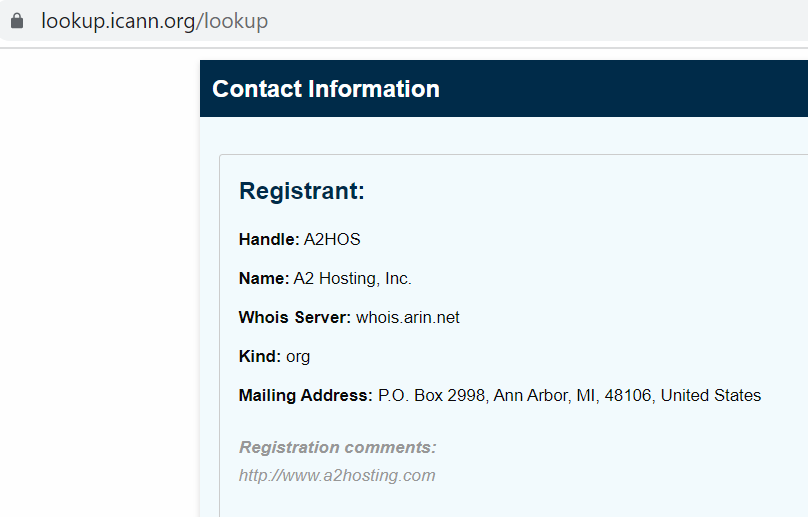 lookup.icann.org/lookup
Contact Information
Registrant:
Handle: A2HOS
Name: A2 Hosting, Inc.
Whois Server: whois.arin.net
Kind: org
Mailing Address: P.O. Box 2998, Ann Arbor, MI, 48106, United States
Registration comments:
http://www.a2hosting.com